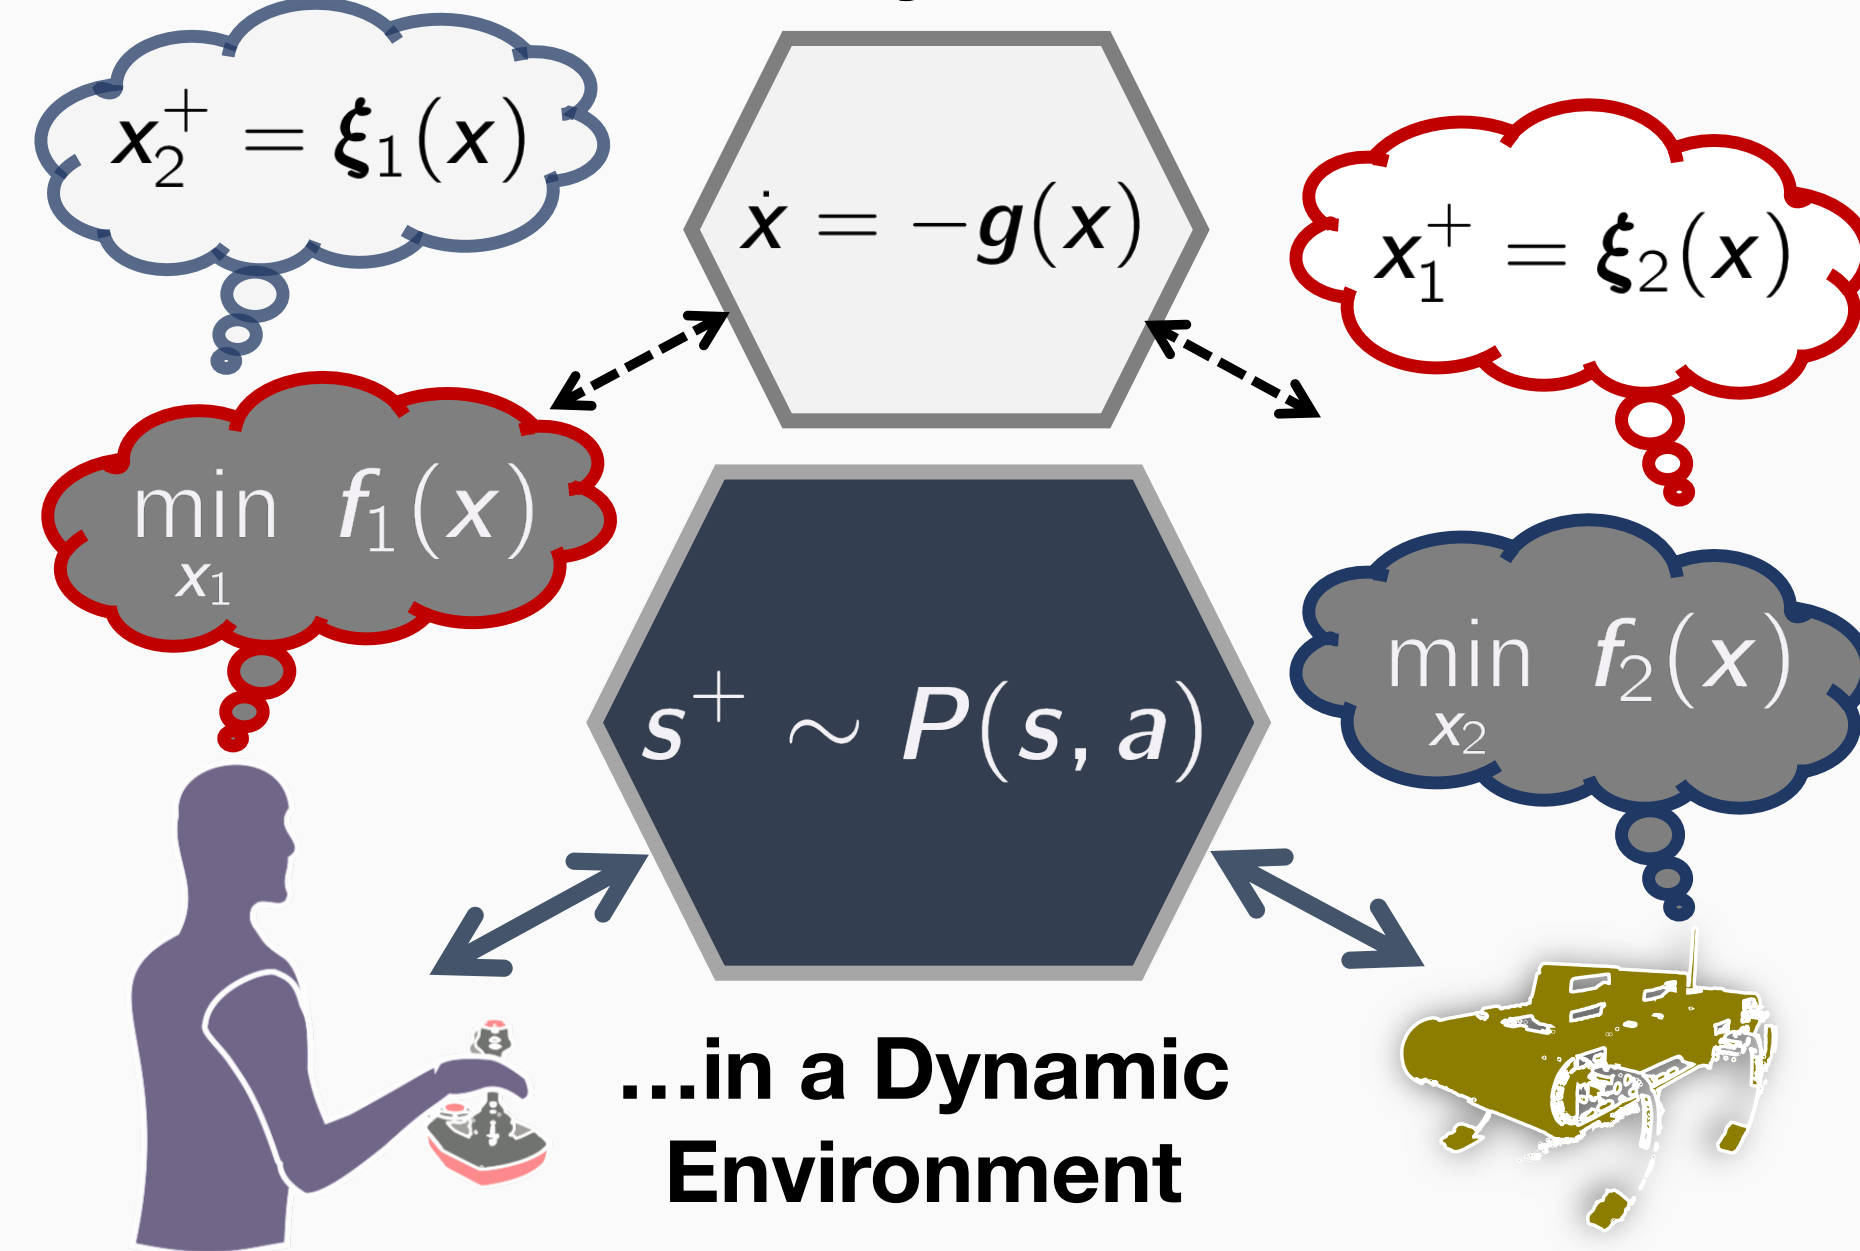 x₂⁺ = ξ₁(x)
ẋ = −g(x)
x₁⁺ = ξ₂(x)
min f₁(x)
x₁
min f₂(x)
x₂
s⁺ ∼ P(s, a)
...in a Dynamic
Environment